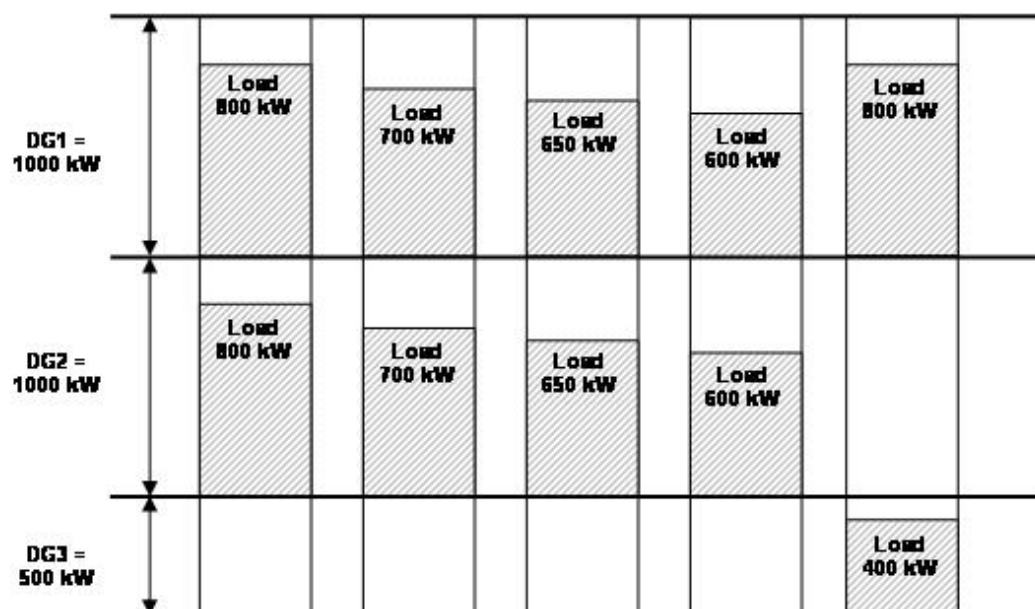 Load
800 kW
Load
700 kW
Load
650 kW
Load
600 kW
Load
800 kW
DG1 =
1000 kW
Load
800 kW
Load
700 kW
Load
650 kW
Load
600 kW
DG2 =
1000 kW
Load
400 kW
DG3 =
500 kW